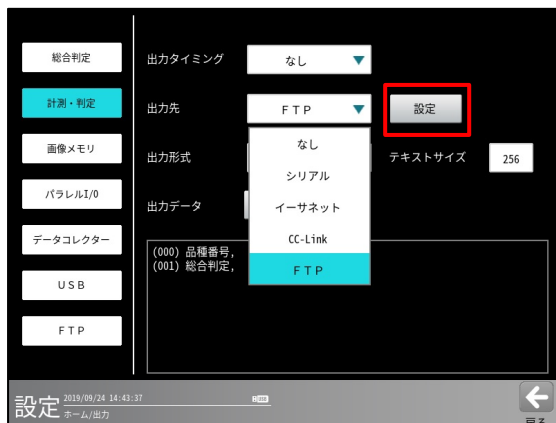 総合判定
計測・判定
画像メモリ
パラレルI/0
データコレクター
ＵＳＢ
ＦＴＰ
出力タイミング なし
出力先 ＦＴＰ 設定
なし
シリアル
イーサネット
CC-Link
ＦＴＰ
出力形式 テキストサイズ 256
出力データ
(000) 品種番号,
(001) 総合判定,
設定 2019/09/24 14:43:37
ホーム/出力
戻る